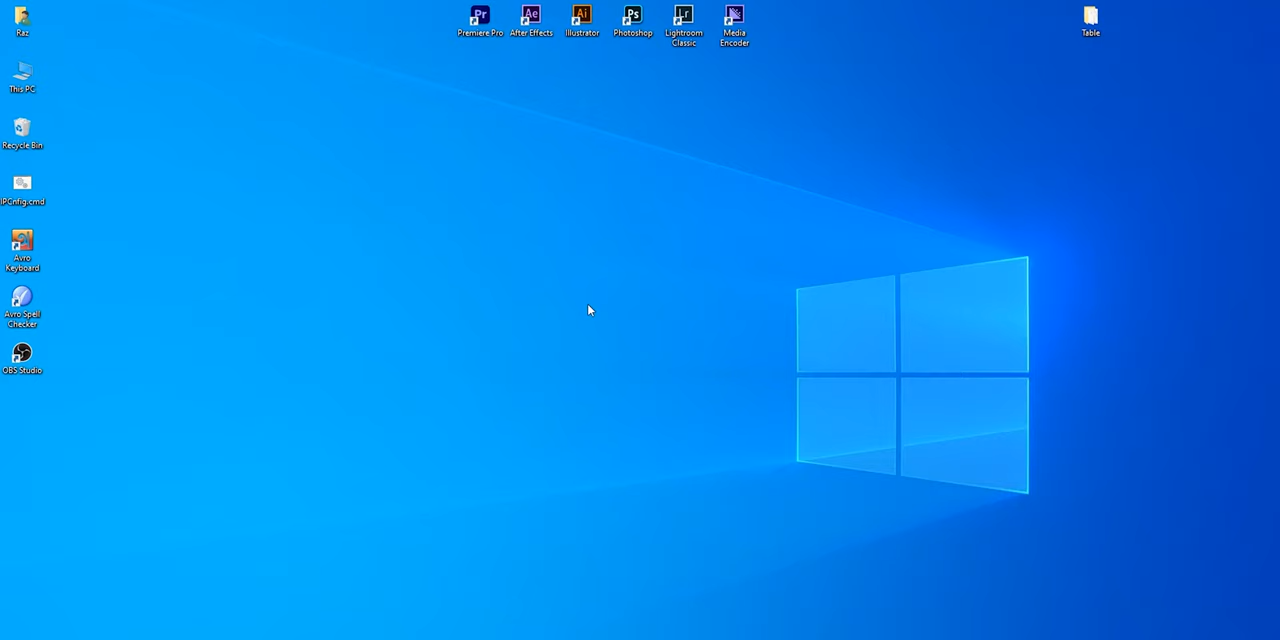 Raz
This PC
Recycle Bin
IPCnfig.cmd
Avro
Keyboard
Avro Spell
Checker
OBS Studio
Pr
Premiere Pro
Ae
After Effects
Ai
Illustrator
Ps
Photoshop
Lr
Lightroom
Classic
Media
Encoder
Table